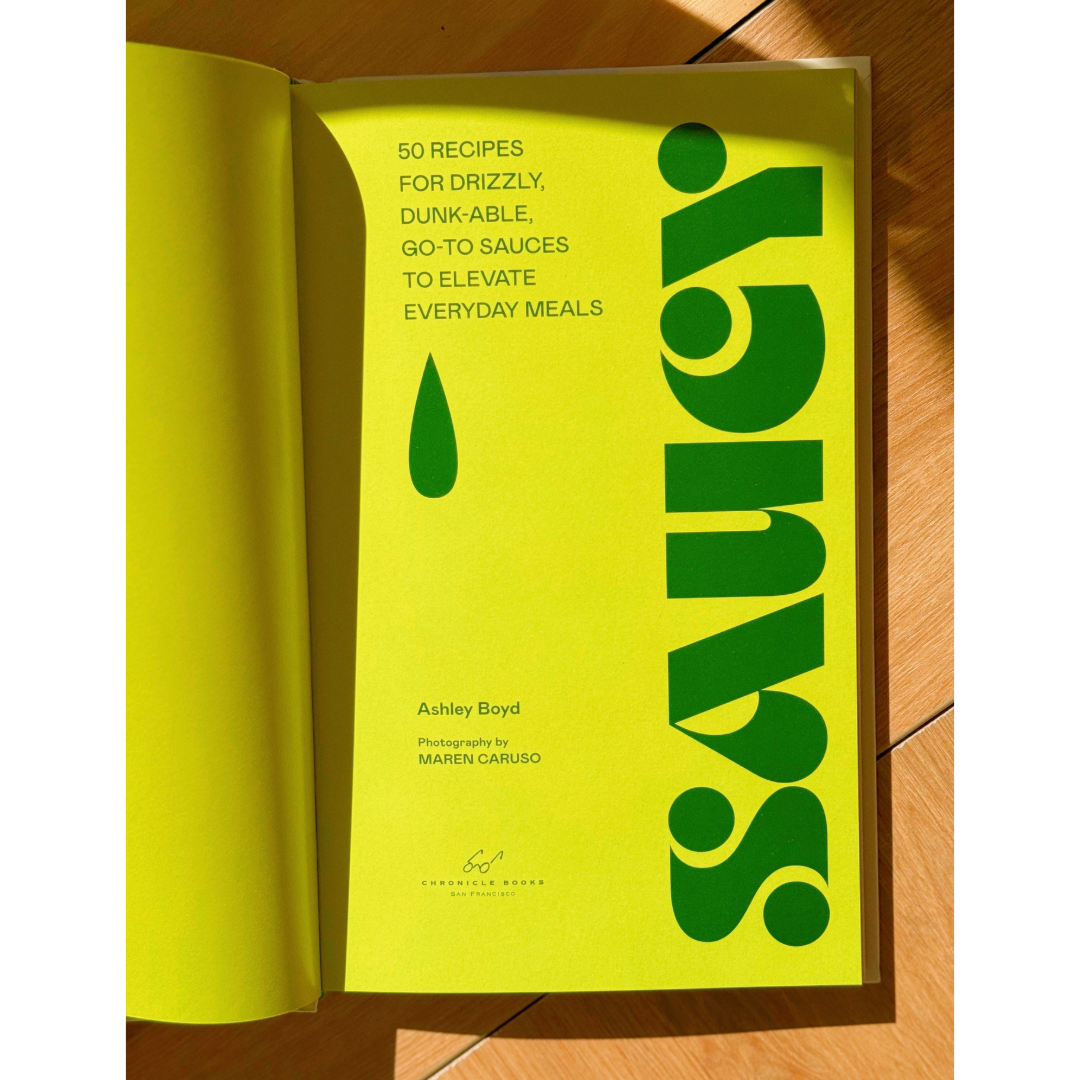 50 RECIPES
FOR DRIZZLY,
DUNK-ABLE,
GO-TO SAUCES
TO ELEVATE
EVERYDAY MEALS
SAUCY
Ashley Boyd
Photography by
MAREN CARUSO
CHRONICLE BOOKS
SAN FRANCISCO